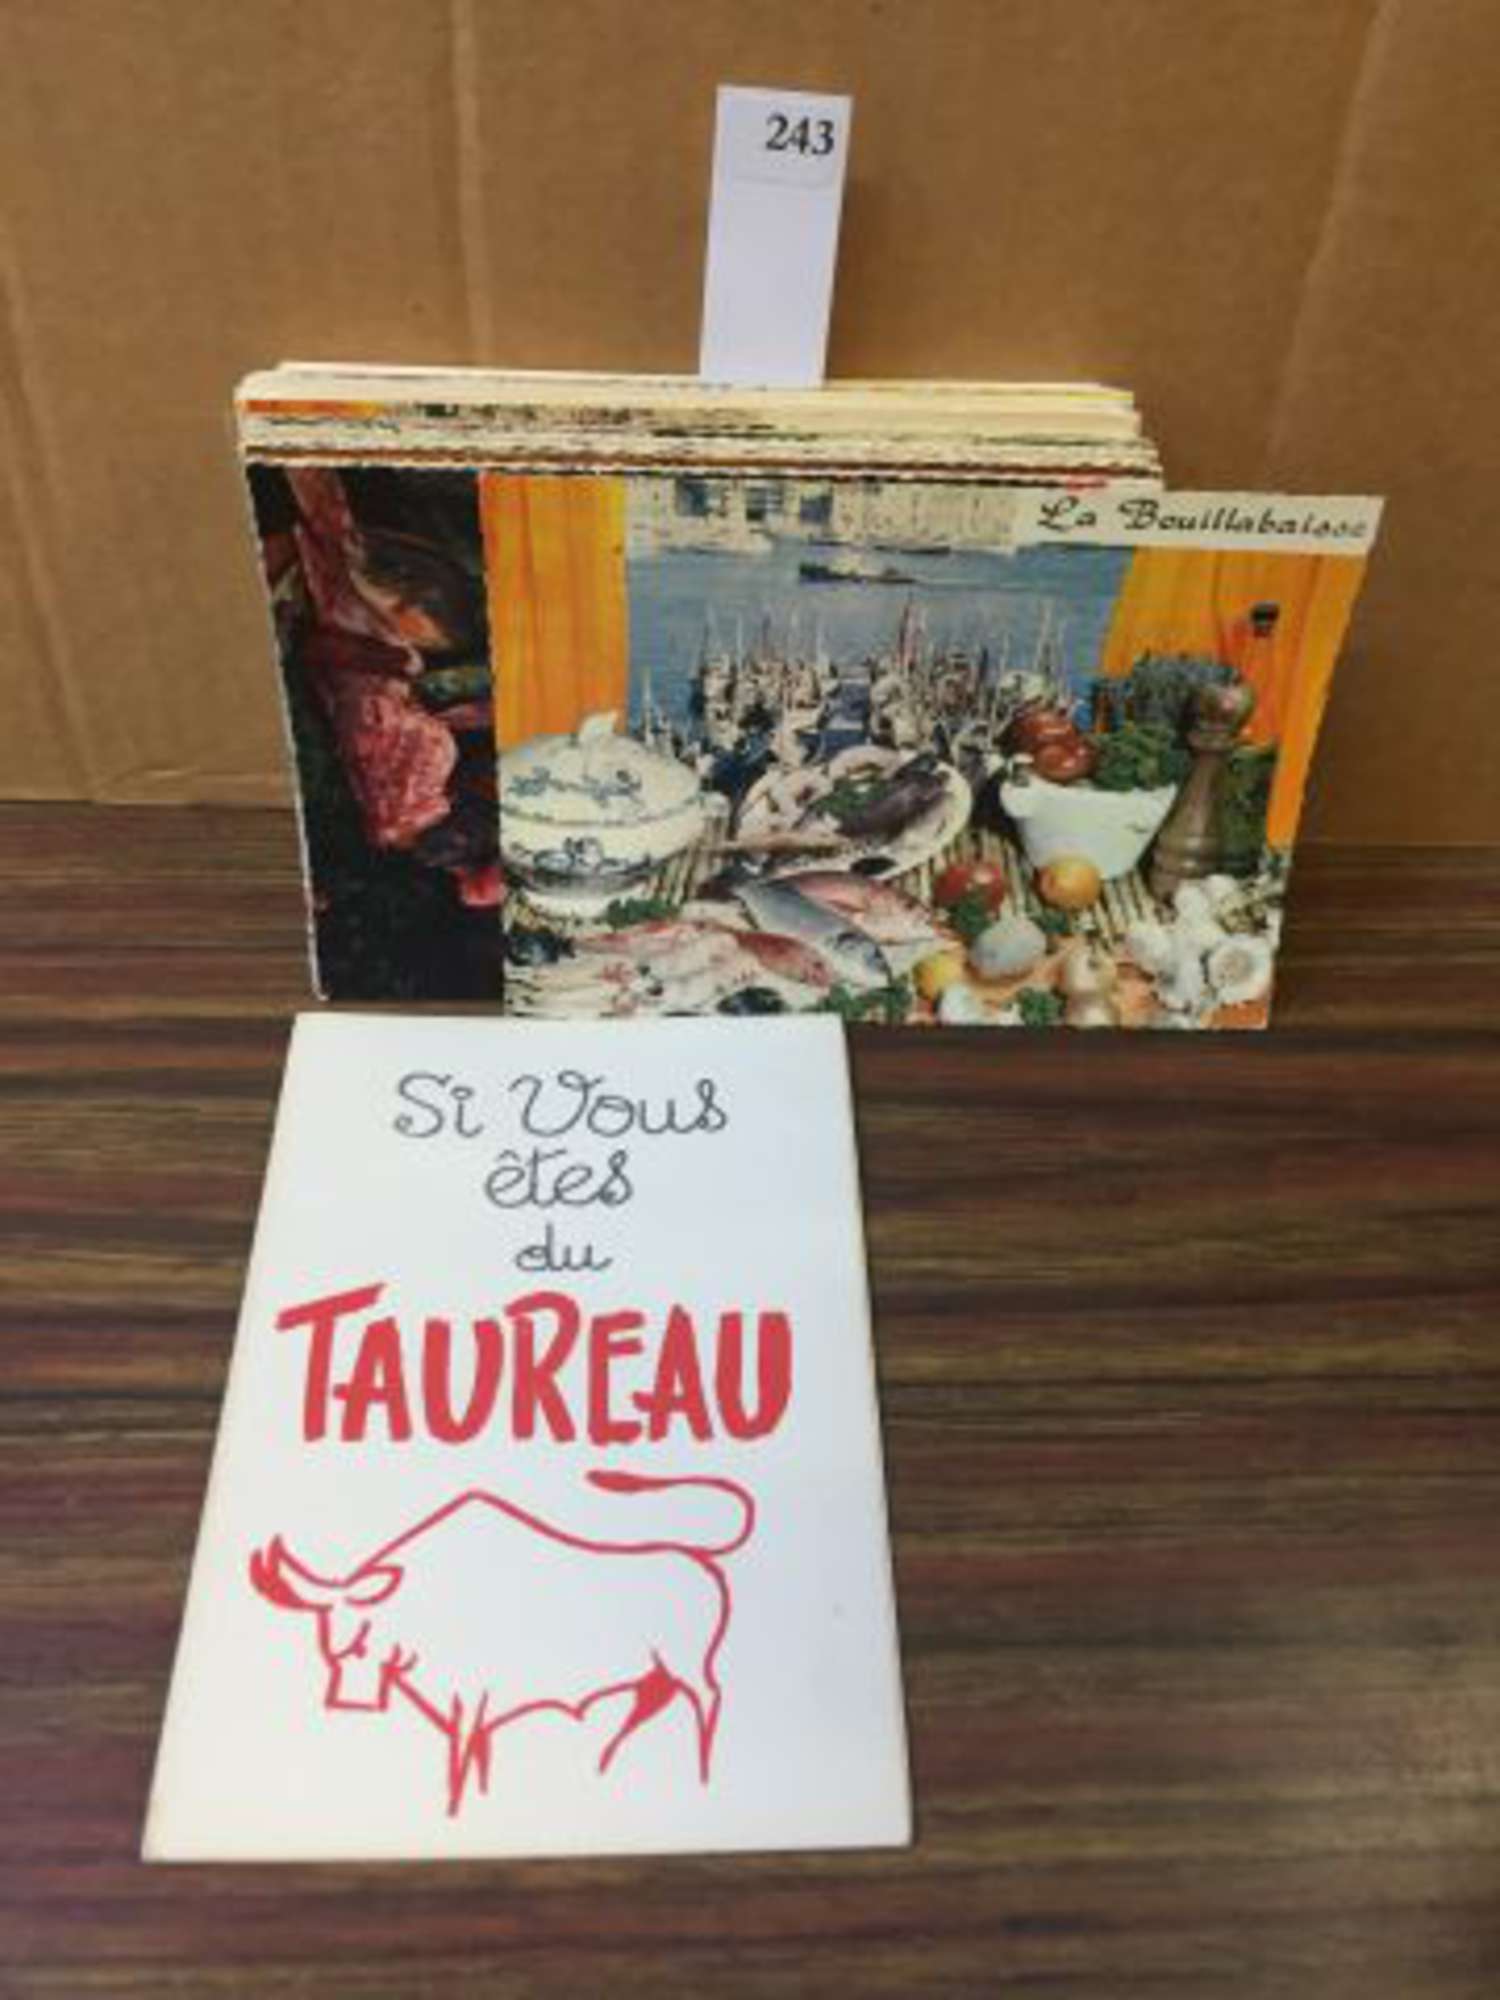 243
La Bouillabaisse
Si Vous
êtes
du
TAUREAU